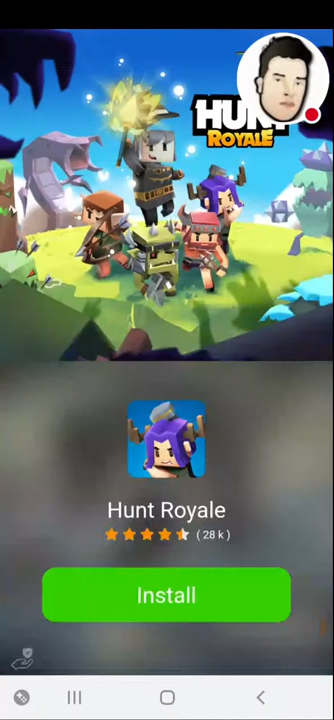 HUNT
ROYALE
Hunt Royale
( 28 k )
Install